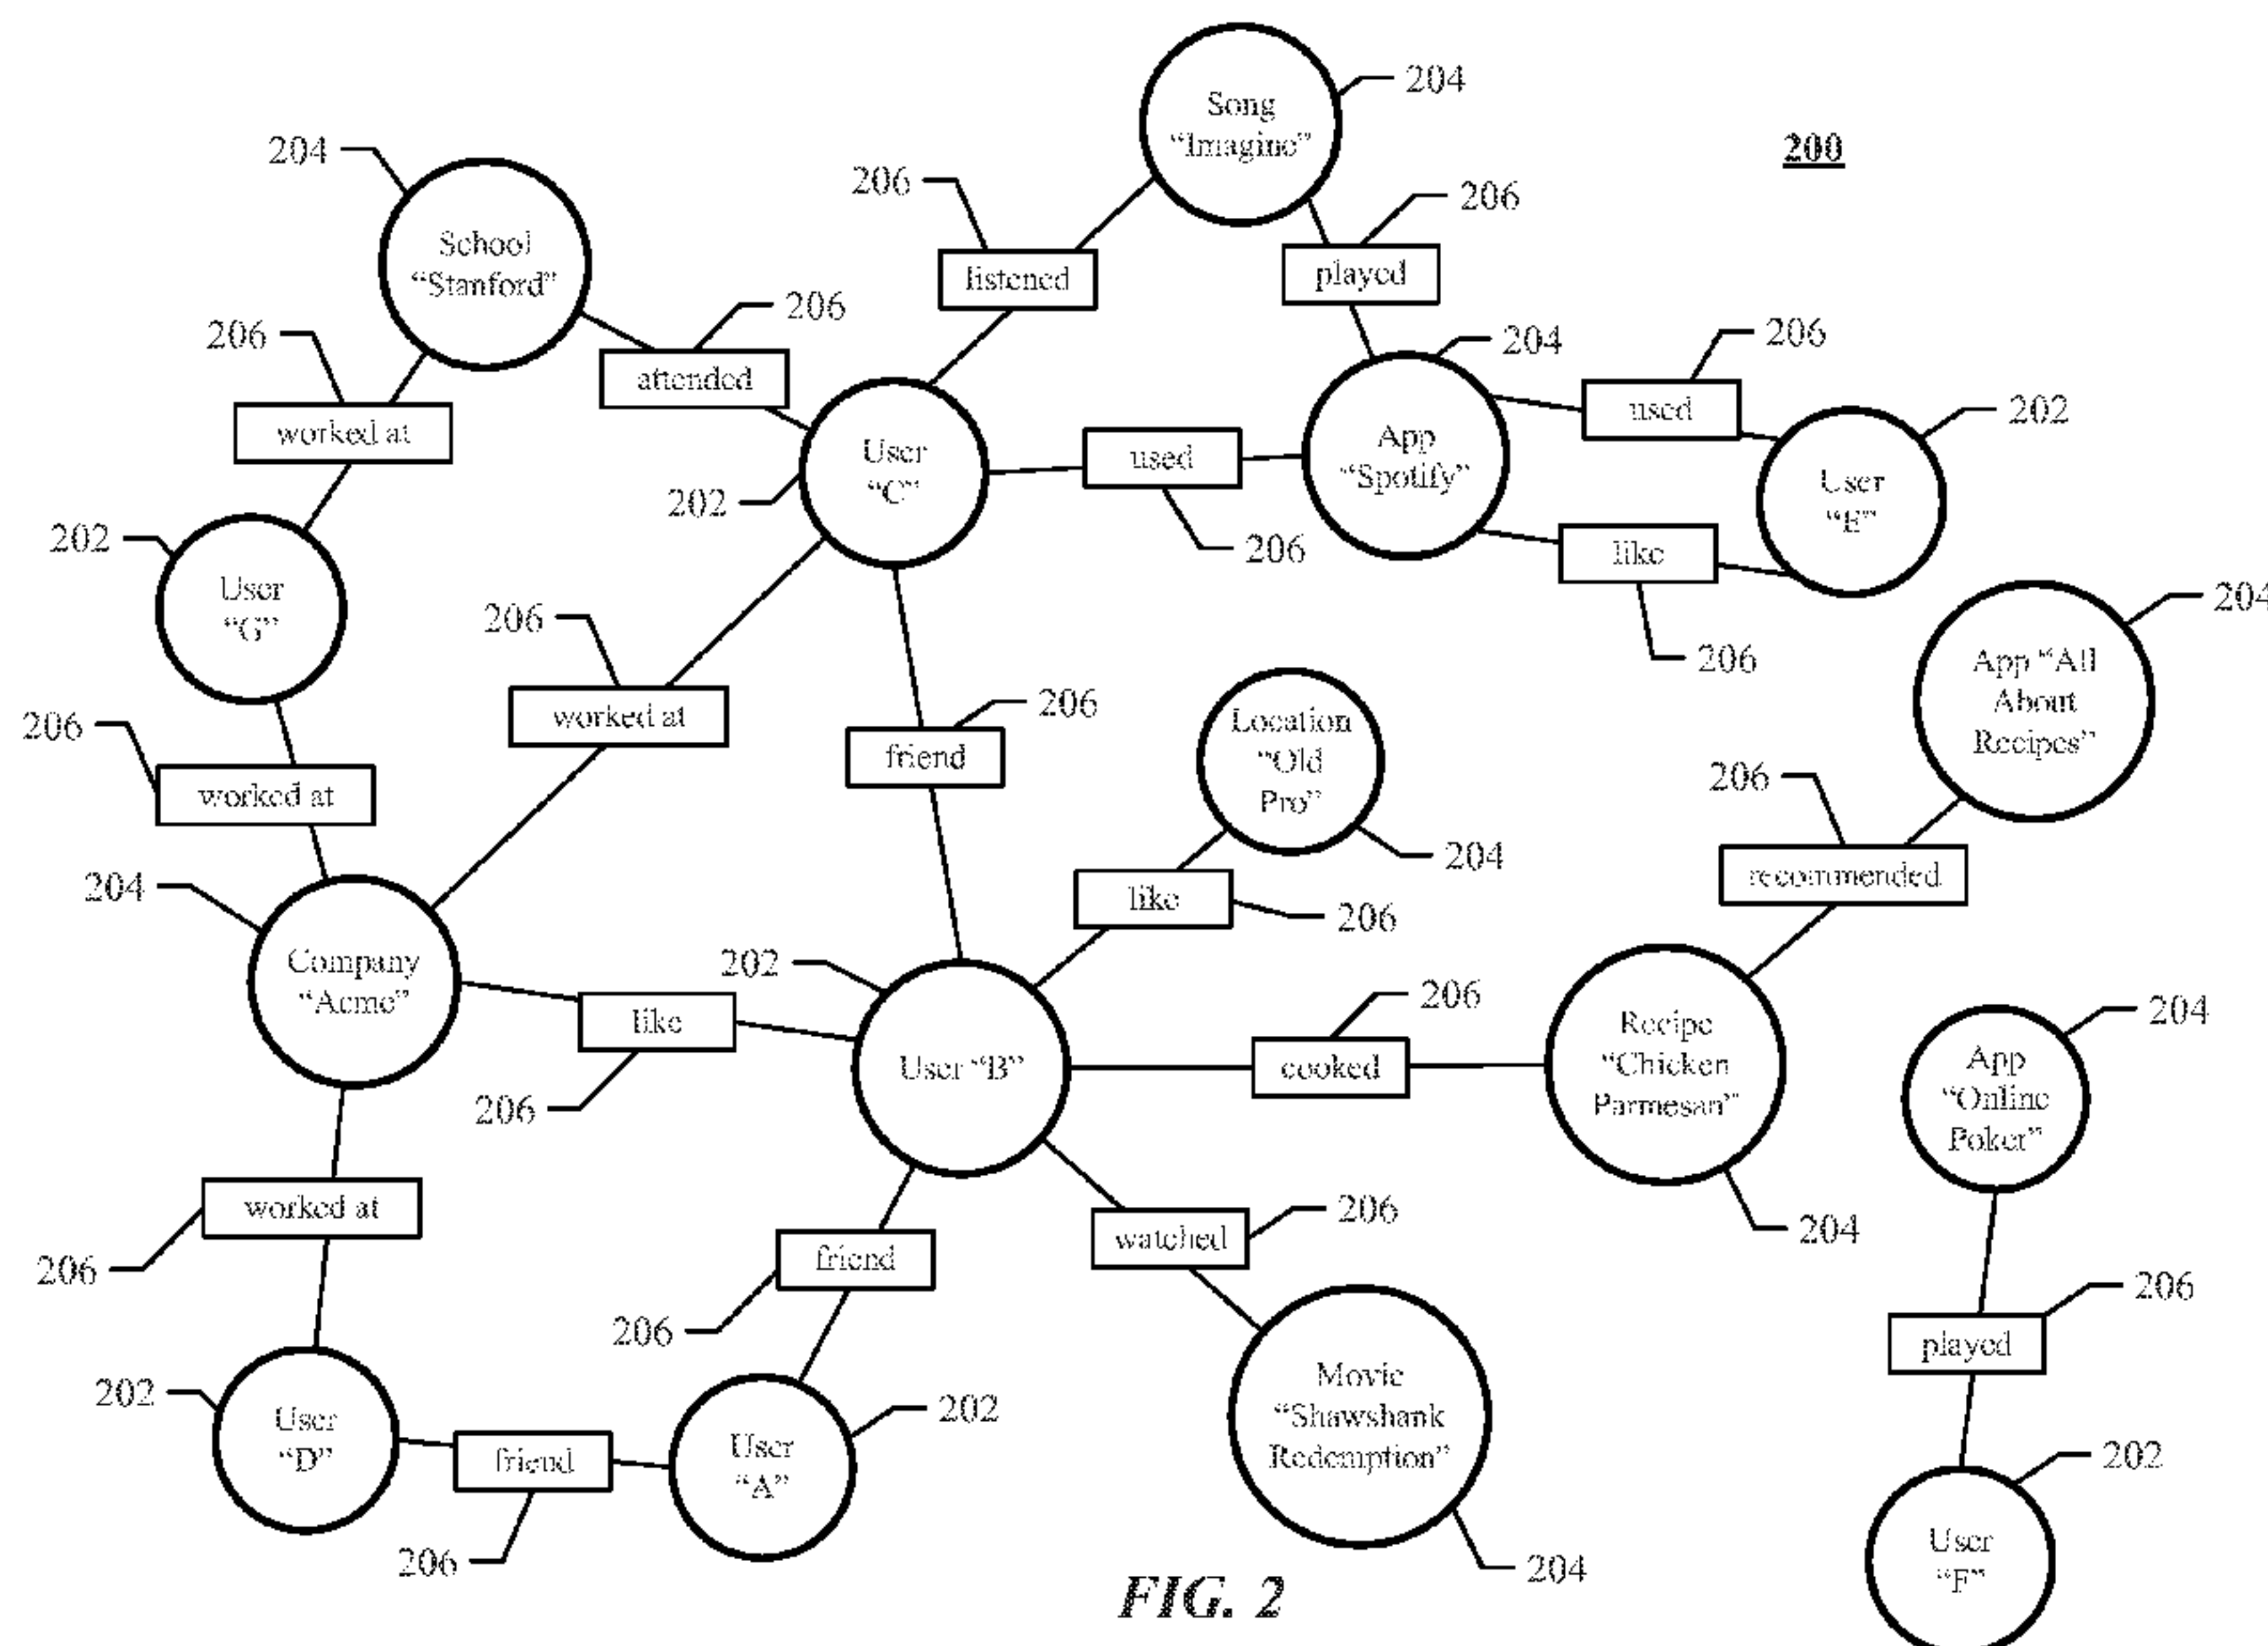 204
Song
“Imagine”
206
200
204
206
School
“Stanford”
listened
played
206
attended
206
206
204
206
used
202
worked at
User
“C”
used
App
“Spotify”
User
“E”
202
202
206
like
206
User
“G”
206
204
App “All
About
Recipes”
206
worked at
206
friend
Location
“Old
Pro”
206
worked at
206
204
204
like
206
recommended
Company
“Acme”
202
206
like
User “B”
cooked
Recipe
“Chicken
Parmesan”
204
App
“Online
Poker”
206
worked at
206
206
watched
204
friend
206
206
played
Movie
“Shawshank
Redemption”
202
User
“D”
friend
User
“A”
202
202
206
204
User
“F”
FIG. 2